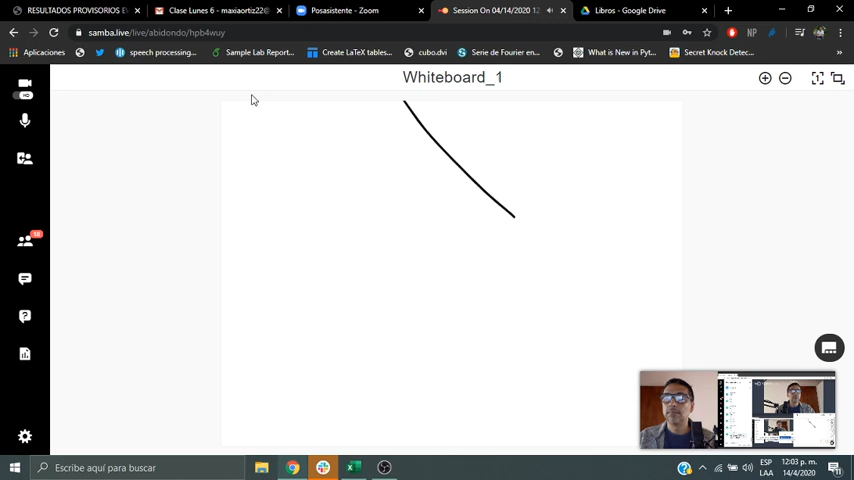 RESULTADOS PROVISORIOS E
Clase Lunes 6 - maxiaortiz22@
Posasistente - Zoom
Session On 04/14/2020 12
Libros - Google Drive
samba.live/live/abidondo/hpb4wuy
NP
Aplicaciones
speech processing...
Sample Lab Report...
Create LaTeX tables...
cubo.dvi
Serie de Fourier en...
What is New in Pyt...
Secret Knock Detec...
»
Whiteboard_1
HD
18
Escribe aquí para buscar
ESP
LAA
12:03 p. m.
14/4/2020